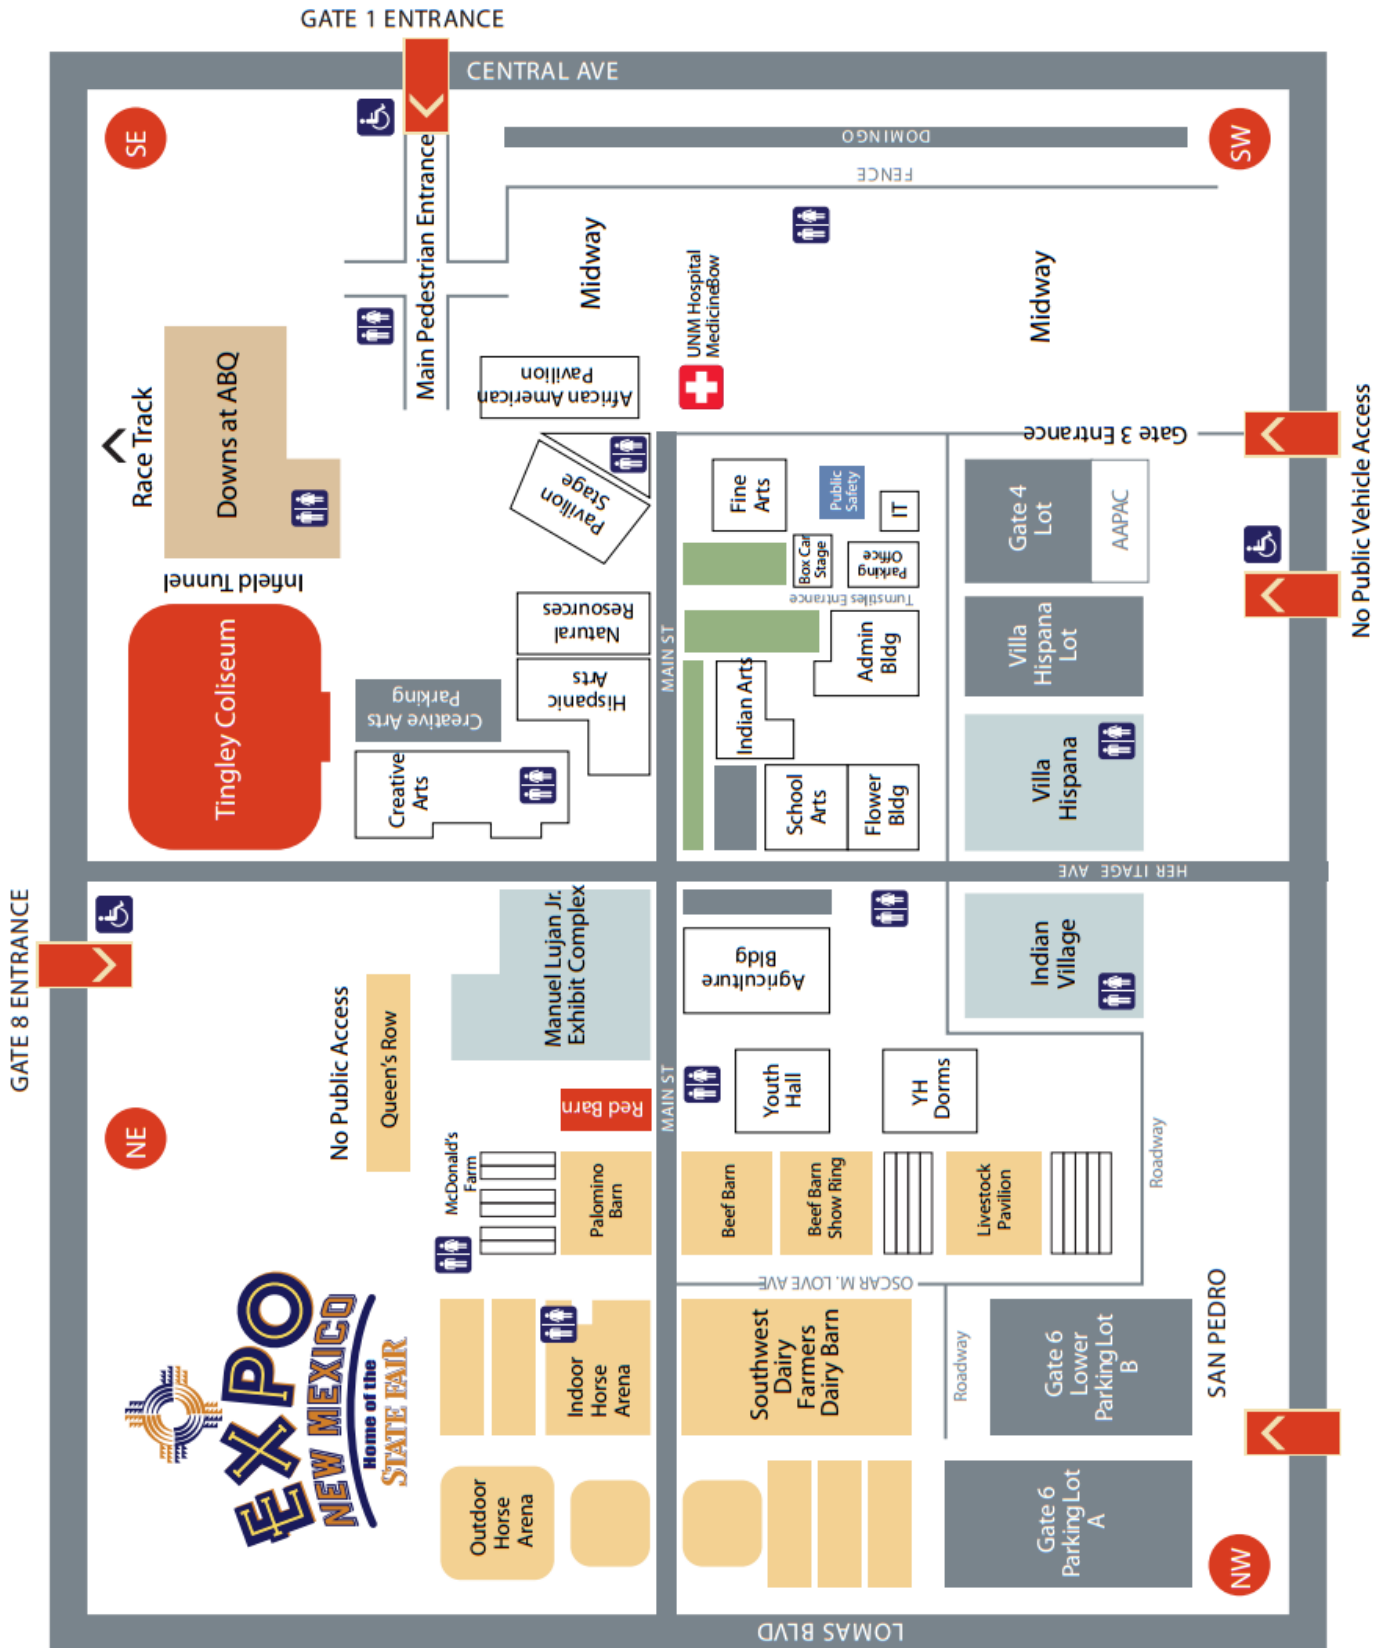 GATE 1 ENTRANCE
CENTRAL AVE
SE
SW
DOMINGO
FENCE
Main Pedestrian Entrance
Midway
UNM Hospital
MedicineBow
Midway
Race Track
Downs at ABQ
African American
Pavilion
Pavilion
Stage
Gate 3 Entrance
No Public Vehicle Access
Fine
Arts
Public
Safety
IT
Gate 4
Lot
AAPAC
Infield Tunnel
Box Car
Stage
Parking
Office
Turnstiles Entrance
Tingley Coliseum
Natural
Resources
Hispanic
Arts
Creative Arts
Parking
MAIN ST
Indian Arts
Admin
Bldg
Villa
Hispana
Lot
Creative
Arts
School
Arts
Flower
Bldg
Villa
Hispana
HERITAGE AVE
GATE 8 ENTRANCE
Manuel Lujan Jr.
Exhibit Complex
Agriculture
Bldg
Indian
Village
No Public Access
Queen's Row
NE
Red Barn
MAIN ST
Youth
Hall
YH
Dorms
McDonald's
Farm
Palomino
Barn
Beef Barn
Beef Barn
Show Ring
Livestock
Pavilion
Roadway
OSCAR M. LOVE AVE
EXPO
NEW MEXICO
Home of the
STATE FAIR
Indoor
Horse
Arena
Southwest
Dairy
Farmers
Dairy Barn
Roadway
Gate 6
Lower
Parking Lot
B
SAN PEDRO
Outdoor
Horse
Arena
Gate 6
Parking Lot
A
NW
LOMAS BLVD